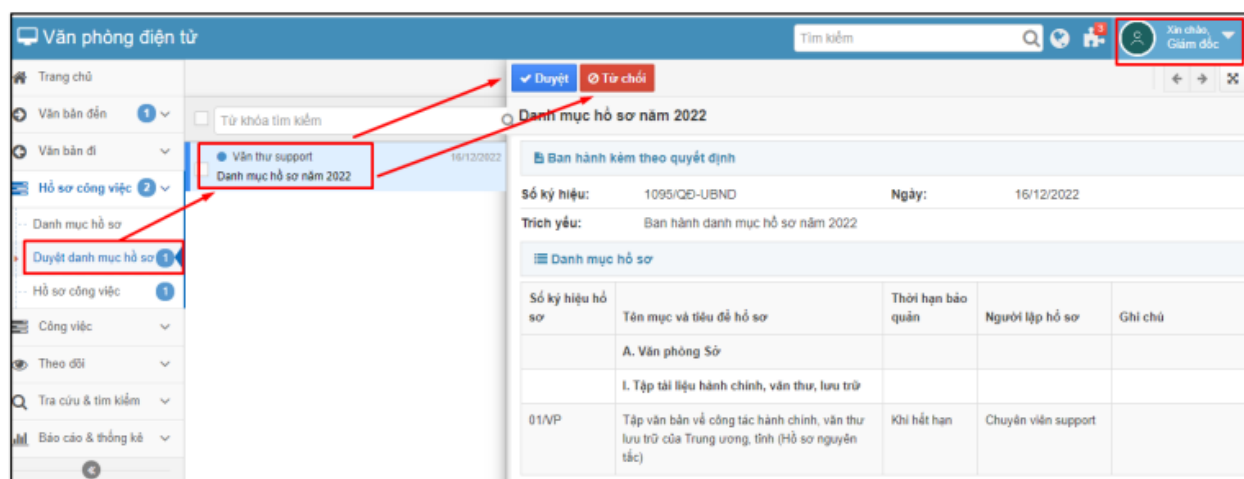 Văn phòng điện tử
Tìm kiếm
3
Xin chào,
Giám đốc
Trang chủ
Văn bản đến 1
Văn bản đi
Hồ sơ công việc 2
Danh mục hồ sơ
Duyệt danh mục hồ sơ 1
Hồ sơ công việc 1
Công việc
Theo dõi
Tra cứu & tìm kiếm
Báo cáo & thống kê
Từ khóa tìm kiếm
Văn thư support 16/12/2022
Danh mục hồ sơ năm 2022
Duyệt Từ chối
Danh mục hồ sơ năm 2022
Ban hành kèm theo quyết định
Số ký hiệu: 1095/QĐ-UBND Ngày: 16/12/2022
Trích yếu: Ban hành danh mục hồ sơ năm 2022
Danh mục hồ sơ
Số ký hiệu hồ sơ Tên mục và tiêu đề hồ sơ Thời hạn bảo quản Người lập hồ sơ Ghi chú
A. Văn phòng Sở
I. Tập tài liệu hành chính, văn thư, lưu trữ
01/VP Tập văn bản về công tác hành chính, văn thư Khi hết hạn Chuyên viên support
lưu trữ của Trung ương, tỉnh (Hồ sơ nguyên
tắc)